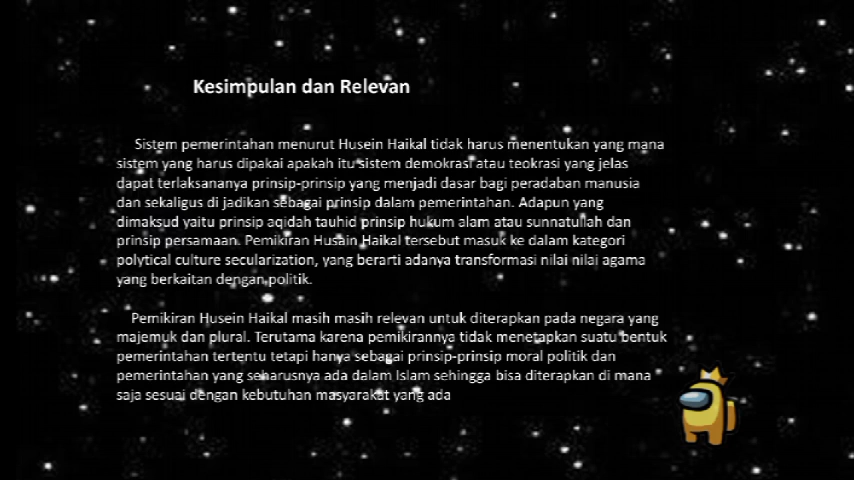 Kesimpulan dan Relevan
Sistem pemerintahan menurut Husein Haikal tidak harus menentukan yang mana
sistem yang harus dipakai apakah itu sistem demokrasi atau teokrasi yang jelas
dapat terlaksananya prinsip-prinsip yang menjadi dasar bagi peradaban manusia
dan sekaligus di jadikan sebagai prinsip dalam pemerintahan. Adapun yang
dimaksud yaitu prinsip aqidah tauhid prinsip hukum alam atau sunnatullah dan
prinsip persamaan. Pemikiran Husain Haikal tersebut masuk ke dalam kategori
polytical culture secularization, yang berarti adanya transformasi nilai nilai agama
yang berkaitan dengan politik.
Pemikiran Husein Haikal masih masih relevan untuk diterapkan pada negara yang
majemuk dan plural. Terutama karena pemikirannya tidak menetapkan suatu bentuk
pemerintahan tertentu tetapi hanya sebagai prinsip-prinsip moral politik dan
pemerintahan yang seharusnya ada dalam Islam sehingga bisa diterapkan di mana
saja sesuai dengan kebutuhan masyarakat yang ada